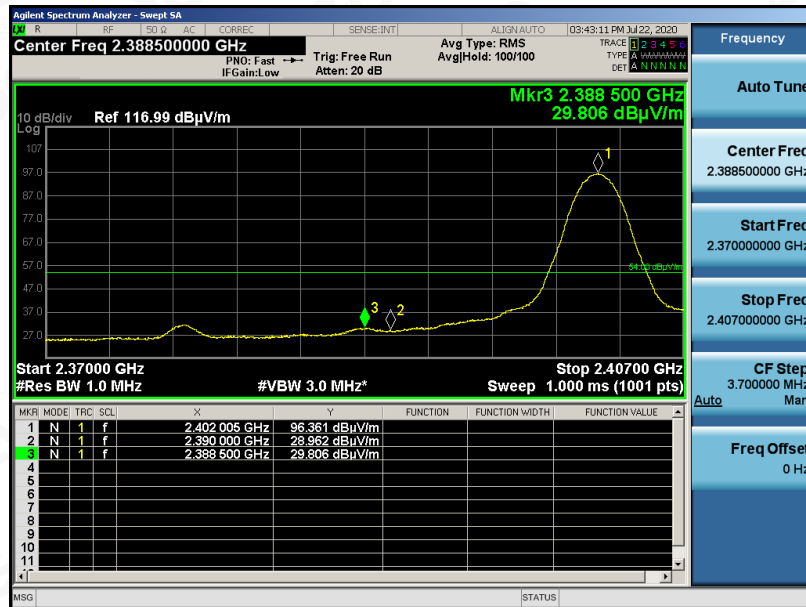 Agilent Spectrum Analyzer - Swept SA
LXI R RF 50 Ω AC CORREC SENSE:INT ALIGN AUTO 03:43:11 PM Jul 22, 2020
Center Freq 2.388500000 GHz
PNO: Fast
IFGain:Low
Trig: Free Run
Atten: 20 dB
Avg Type: RMS
Avg|Hold: 100/100
TRACE 1 2 3 4 5 6
TYPE A WWWWW
DET A N N N N N
Mkr3 2.388 500 GHz
29.806 dBµV/m
10 dB/div Ref 116.99 dBµV/m
Log
107
97.0
87.0
77.0
67.0
57.0
47.0
37.0
27.0
1
2
3
54.00 dBµV/m
Start 2.37000 GHz Stop 2.40700 GHz
#Res BW 1.0 MHz #VBW 3.0 MHz* Sweep 1.000 ms (1001 pts)
MKR MODE TRC SCL X Y FUNCTION FUNCTION WIDTH FUNCTION VALUE
1 N 1 f 2.402 005 GHz 96.361 dBµV/m
2 N 1 f 2.390 000 GHz 28.962 dBµV/m
3 N 1 f 2.388 500 GHz 29.806 dBµV/m
4
5
6
7
8
9
10
11
MSG STATUS
Frequency
Auto Tune
Center Freq
2.388500000 GHz
Start Freq
2.370000000 GHz
Stop Freq
2.407000000 GHz
CF Step
3.700000 MHz
Auto Man
Freq Offset
0 Hz